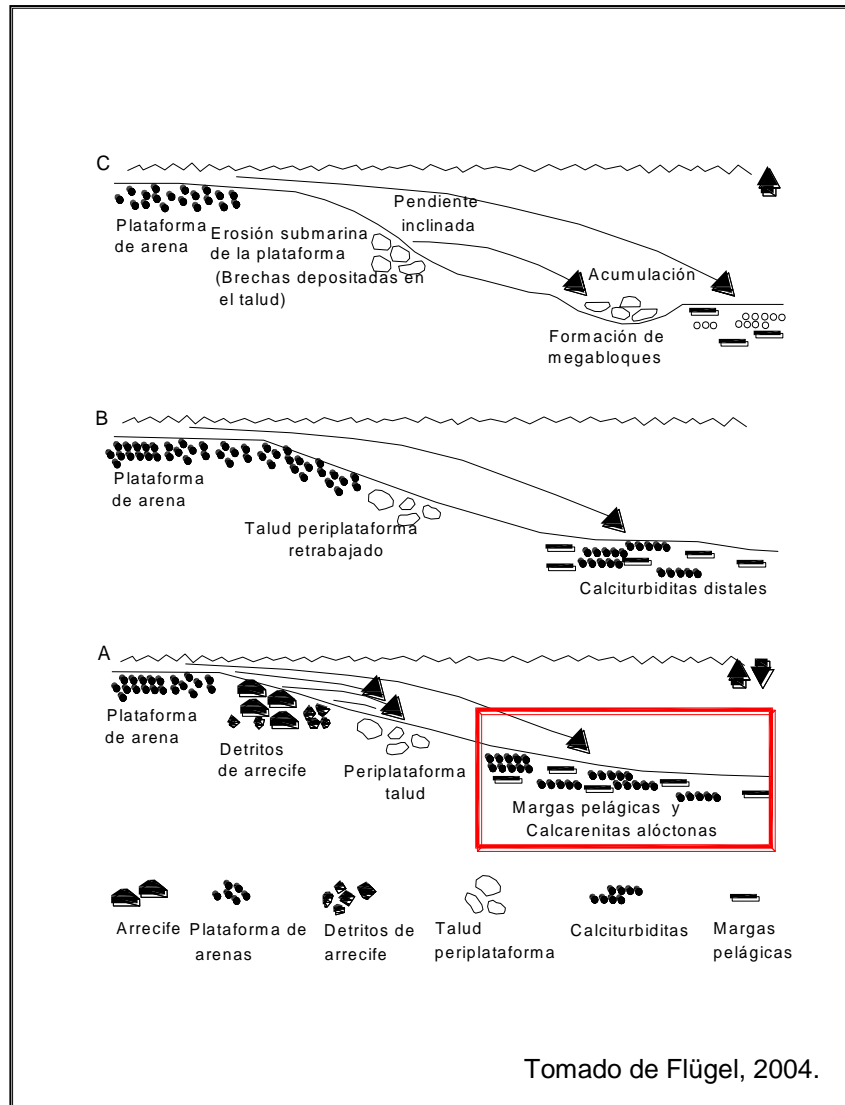 C
Plataforma
de arena
Erosión submarina
de la plataforma
(Brechas depositadas en
el talud)
Pendiente
inclinada
Acumulación
Formación de
megabloques
B
Plataforma
de arena
Talud periplataforma
retrabajado
Calciturbiditas distales
A
Plataforma
de arena
Detritos
de arrecife
Periplataforma
talud
Margas pelágicas y
Calcarenitas alóctonas
Arrecife
Plataforma de
arenas
Detritos de
arrecife
Talud
periplataforma
Calciturbiditas
Margas
pelágicas
Tomado de Flügel, 2004.